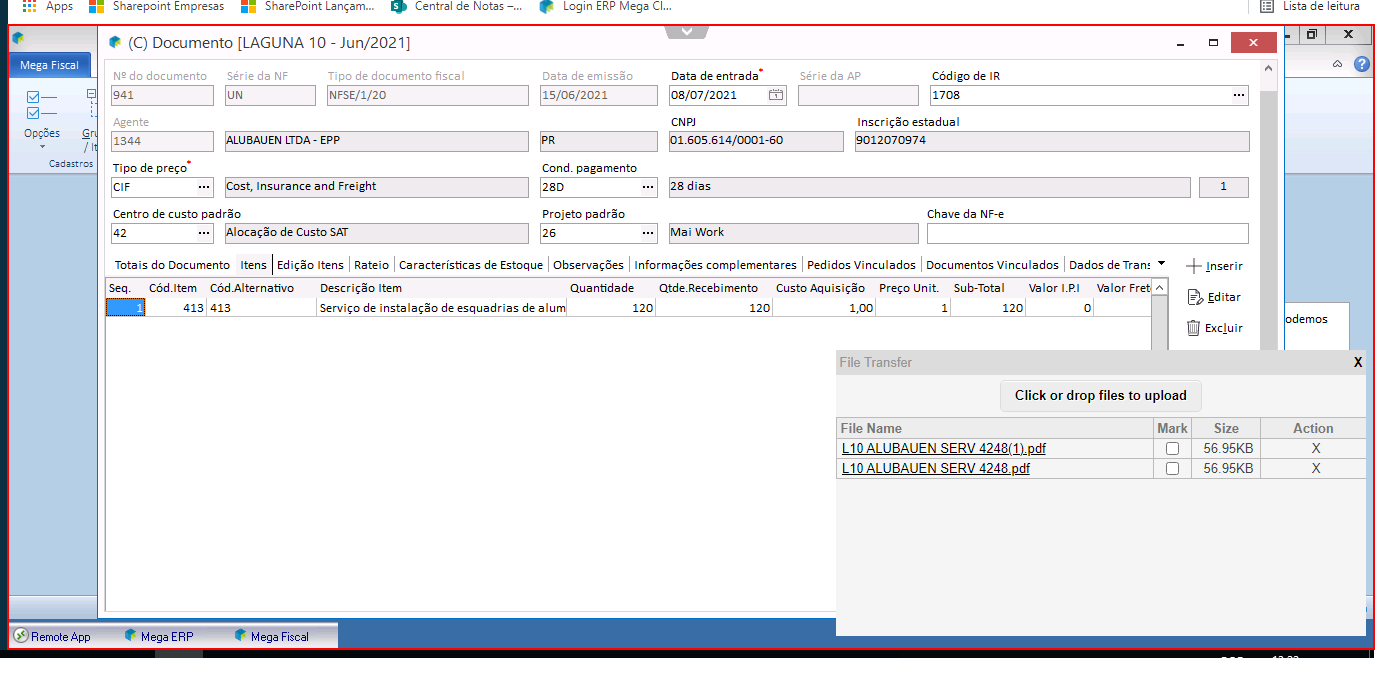 Apps Sharepoint Empresas SharePoint Lançam... Central de Notas –... Login ERP Mega Cl... Lista de leitura
(C) Documento [LAGUNA 10 - Jun/2021]
Mega Fiscal
Opções
Cadastros
Nº do documento Série da NF Tipo de documento fiscal Data de emissão Data de entrada* Série da AP Código de IR
941 UN NFSE/1/20 15/06/2021 08/07/2021 1708 ...
Agente CNPJ Inscrição estadual
1344 ALUBAUEN LTDA - EPP PR 01.605.614/0001-60 9012070974
Tipo de preço* Cond. pagamento
CIF ... Cost, Insurance and Freight 28D ... 28 dias 1
Centro de custo padrão Projeto padrão Chave da NF-e
42 ... Alocação de Custo SAT 26 ... Mai Work
Totais do Documento Itens Edição Itens Rateio Características de Estoque Observações Informações complementares Pedidos Vinculados Documentos Vinculados Dados de Trans
Inserir
Editar
Excluir
Seq. Cód.Item Cód.Alternativo Descrição Item Quantidade Qtde.Recebimento Custo Aquisição Preço Unit. Sub-Total Valor I.P.I Valor Frete
1 413 413 Serviço de instalação de esquadrias de alum 120 120 1,00 1 120 0
odemos
File Transfer X
Click or drop files to upload
File Name Mark Size Action
L10 ALUBAUEN SERV 4248(1).pdf 56.95KB X
L10 ALUBAUEN SERV 4248.pdf 56.95KB X
Remote App Mega ERP Mega Fiscal